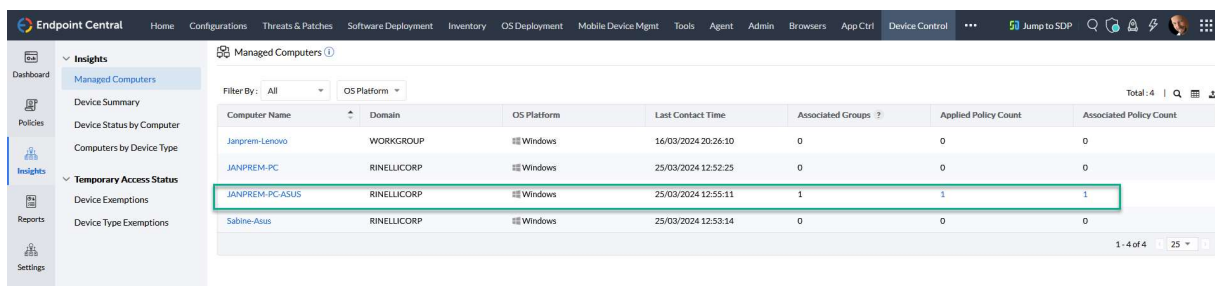 Endpoint Central Home Configurations Threats & Patches Software Deployment Inventory OS Deployment Mobile Device Mgmt Tools Agent Admin Browsers App Ctrl Device Control ••• Jump to SDP
Dashboard
Policies
Insights
Reports
Settings
Insights
Managed Computers
Device Summary
Device Status by Computer
Computers by Device Type
Temporary Access Status
Device Exemptions
Device Type Exemptions
Managed Computers
Filter By : All OS Platform
Total : 4
Computer Name Domain OS Platform Last Contact Time Associated Groups ? Applied Policy Count Associated Policy Count
Janprem-Lenovo WORKGROUP Windows 16/03/2024 20:26:10 0 0 0
JANPREM-PC RINELLICORP Windows 25/03/2024 12:52:25 0 0 0
JANPREM-PC-ASUS RINELLICORP Windows 25/03/2024 12:55:11 1 1 1
Sabine-Asus RINELLICORP Windows 25/03/2024 12:53:14 0 0 0
1 - 4 of 4 25